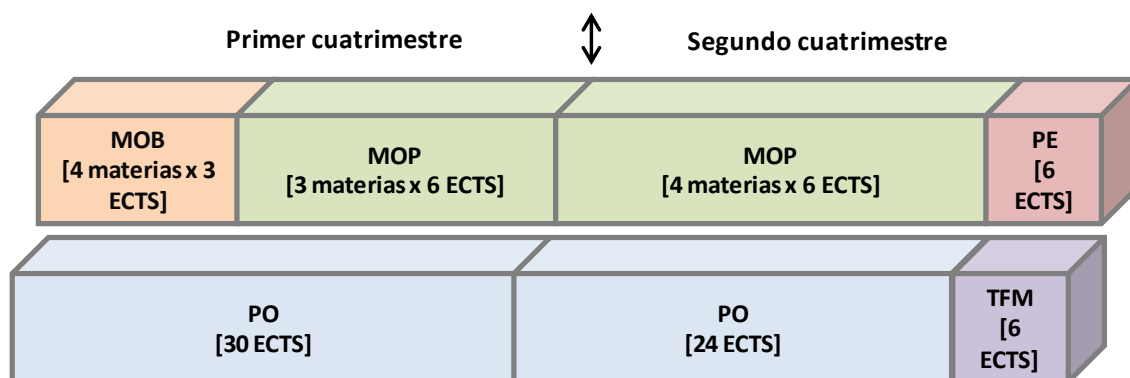 Primer cuatrimestre
Segundo cuatrimestre
MOB
[4 materias x 3
ECTS]
MOP
[3 materias x 6 ECTS]
MOP
[4 materias x 6 ECTS]
PE
[6
ECTS]
PO
[30 ECTS]
PO
[24 ECTS]
TFM
[6
ECTS]